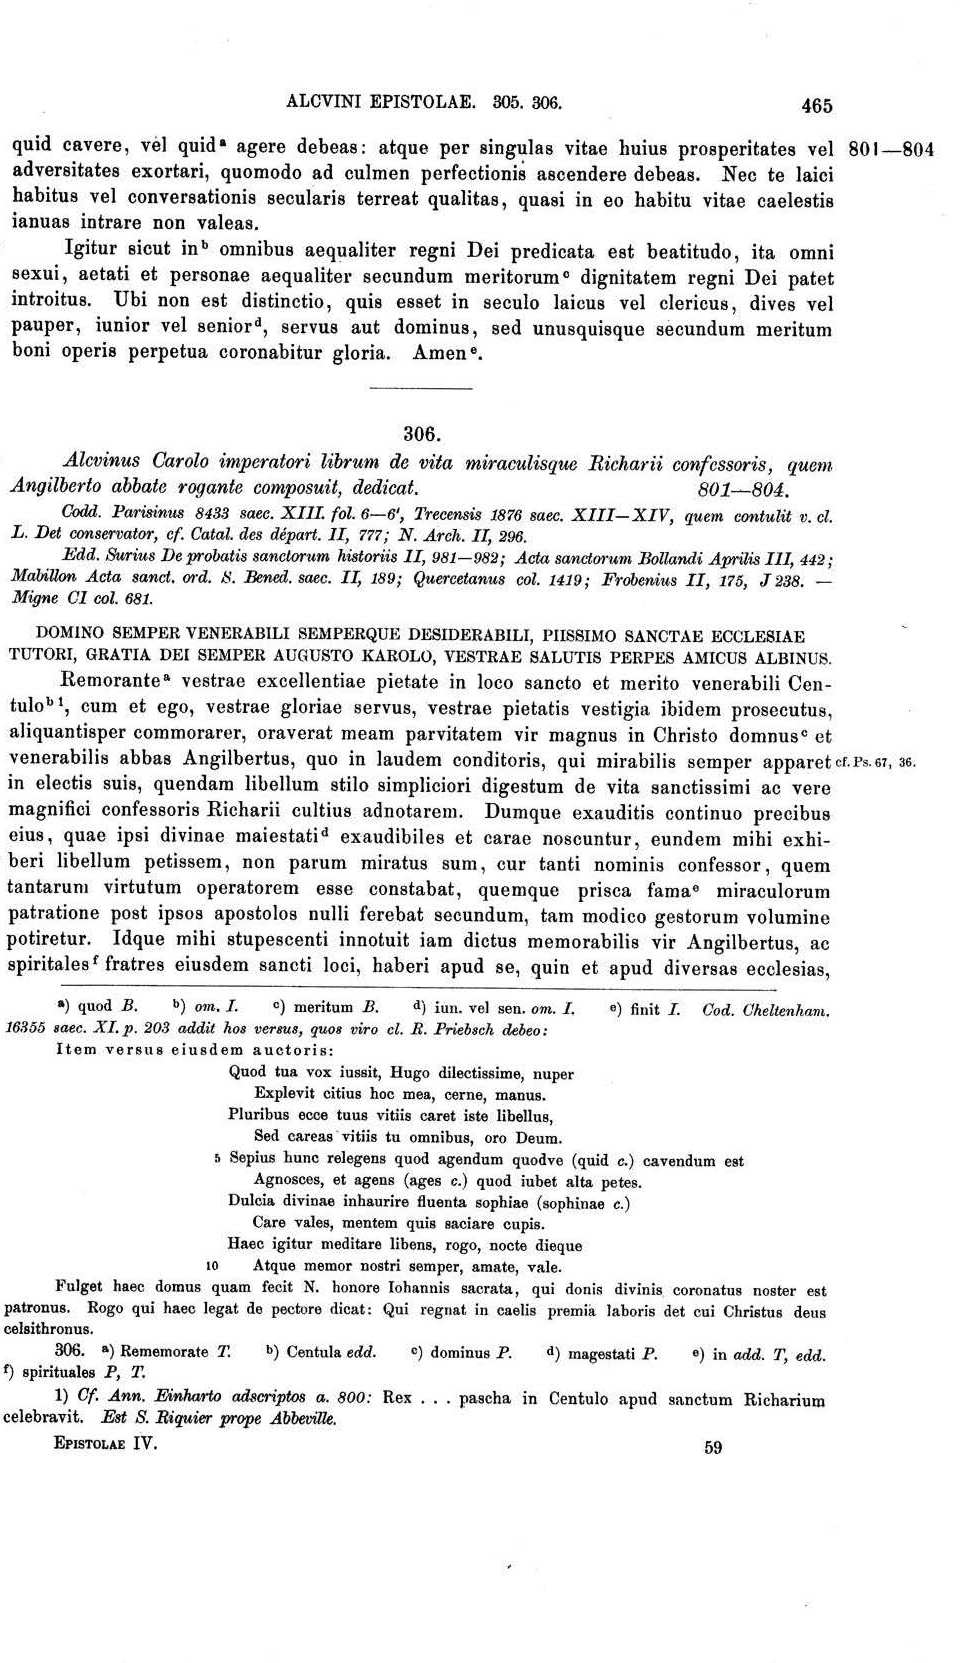 ALCVINI EPISTOLAE. 305. 306. 465
quid cavere, vel quidᵃ agere debeas: atque per singulas vitae huius prosperitates vel 801—804
adversitates exortari, quomodo ad culmen perfectionis ascendere debeas. Nec te laici
habitus vel conversationis secularis terreat qualitas, quasi in eo habitu vitae caelestis
ianuas intrare non valeas.
Igitur sicut inᵇ omnibus aequaliter regni Dei predicata est beatitudo, ita omni
sexui, aetati et personae aequaliter secundum meritorumᶜ dignitatem regni Dei patet
introitus. Ubi non est distinctio, quis esset in seculo laicus vel clericus, dives vel
pauper, iunior vel seniorᵈ, servus aut dominus, sed unusquisque secundum meritum
boni operis perpetua coronabitur gloria. Amenᵉ.
306.
Alcvinus Carolo imperatori librum de vita miraculisque Richarii confessoris, quem
Angilberto abbate rogante composuit, dedicat. 801—804.
Codd. Parisinus 8433 saec. XIII. fol. 6—6', Trecensis 1876 saec. XIII—XIV, quem contulit v. cl.
L. Det conservator, cf. Catal. des départ. II, 777; N. Arch. II, 296.
Edd. Surius De probatis sanctorum historiis II, 981—982; Acta sanctorum Bollandi Aprilis III, 442;
Mabillon Acta sanct. ord. S. Bened. saec. II, 189; Quercetanus col. 1419; Frobenius II, 175, J 238. —
Migne CI col. 681.
DOMINO SEMPER VENERABILI SEMPERQUE DESIDERABILI, PIISSIMO SANCTAE ECCLESIAE
TUTORI, GRATIA DEI SEMPER AUGUSTO KAROLO, VESTRAE SALUTIS PERPES AMICUS ALBINUS.
Remoranteᵃ vestrae excellentiae pietate in loco sancto et merito venerabili Cen-
tuloᵇ ¹, cum et ego, vestrae gloriae servus, vestrae pietatis vestigia ibidem prosecutus,
aliquantisper commorarer, oraverat meam parvitatem vir magnus in Christo domnusᶜ et
venerabilis abbas Angilbertus, quo in laudem conditoris, qui mirabilis semper apparet cf. Ps. 67, 36.
in electis suis, quendam libellum stilo simpliciori digestum de vita sanctissimi ac vere
magnifici confessoris Richarii cultius adnotarem. Dumque exauditis continuo precibus
eius, quae ipsi divinae maiestatiᵈ exaudibiles et carae noscuntur, eundem mihi exhi-
beri libellum petissem, non parum miratus sum, cur tanti nominis confessor, quem
tantarum virtutum operatorem esse constabat, quemque prisca famaᵉ miraculorum
patratione post ipsos apostolos nulli ferebat secundum, tam modico gestorum volumine
potiretur. Idque mihi stupescenti innotuit iam dictus memorabilis vir Angilbertus, ac
spiritalesᶠ fratres eiusdem sancti loci, haberi apud se, quin et apud diversas ecclesias,
ᵃ) quod B. ᵇ) om. I. ᶜ) meritum B. ᵈ) iun. vel sen. om. I. ᵉ) finit I. Cod. Cheltenham.
16355 saec. XI. p. 203 addit hos versus, quos viro cl. R. Priebsch debeo:
Item versus eiusdem auctoris:
Quod tua vox iussit, Hugo dilectissime, nuper
Explevit citius hoc mea, cerne, manus.
Pluribus ecce tuus vitiis caret iste libellus,
Sed careas vitiis tu omnibus, oro Deum.
5 Sepius hunc relegens quod agendum quodve (quid c.) cavendum est
Agnosces, et agens (ages c.) quod iubet alta petes.
Dulcia divinae inhaurire fluenta sophiae (sophinae c.)
Care vales, mentem quis saciare cupis.
Haec igitur meditare libens, rogo, nocte dieque
10 Atque memor nostri semper, amate, vale.
Fulget haec domus quam fecit N. honore Iohannis sacrata, qui donis divinis coronatus noster est
patronus. Rogo qui haec legat de pectore dicat: Qui regnat in caelis premia laboris det cui Christus deus
celsithronus.
306. ᵃ) Rememorate T. ᵇ) Centula edd. ᶜ) dominus P. ᵈ) magestati P. ᵉ) in add. T, edd.
ᶠ) spirituales P, T.
1) Cf. Ann. Einharto adscriptos a. 800: Rex . . . pascha in Centulo apud sanctum Richarium
celebravit. Est S. Riquier prope Abbeville.
EPISTOLAE IV. 59